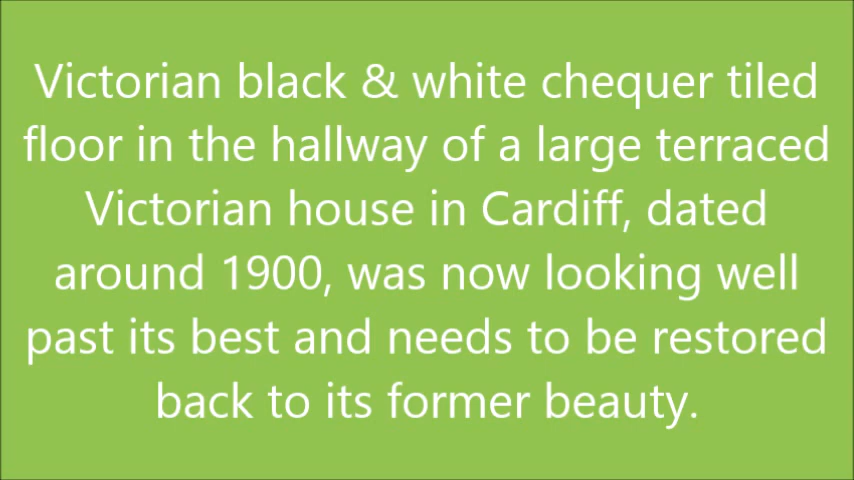 Victorian black & white chequer tiled
floor in the hallway of a large terraced
Victorian house in Cardiff, dated
around 1900, was now looking well
past its best and needs to be restored
back to its former beauty.